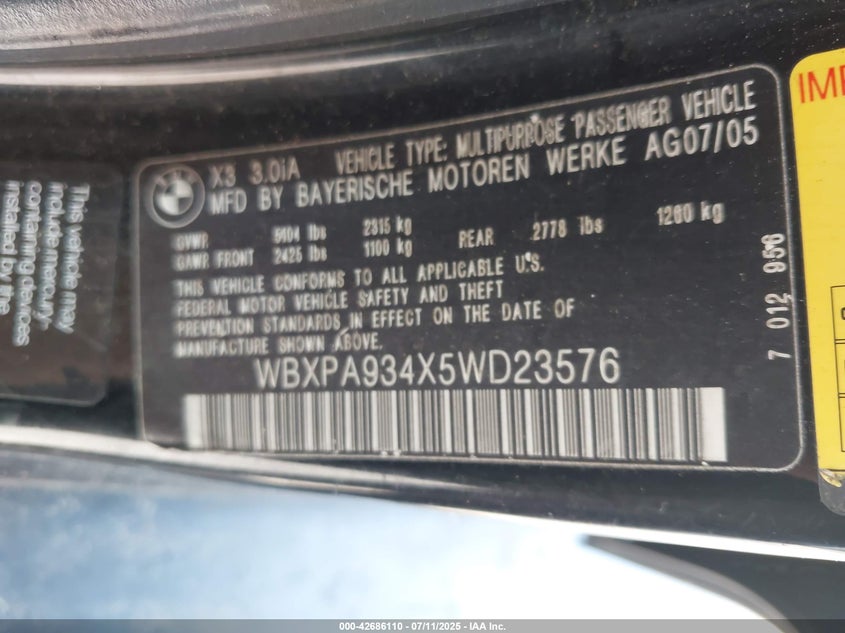 This vehicle may
include mercury-
containing devices
installed by the
X3 3.0iA VEHICLE TYPE: MULTIPURPOSE PASSENGER VEHICLE
MFD BY BAYERISCHE MOTOREN WERKE AG07/05
GVWR 5104 lbs 2315 kg
GAWR FRONT 2425 lbs 1100 kg REAR 2778 lbs 1260 kg
THIS VEHICLE CONFORMS TO ALL APPLICABLE U.S.
FEDERAL MOTOR VEHICLE SAFETY AND THEFT
PREVENTION STANDARDS IN EFFECT ON THE DATE OF
MANUFACTURE SHOWN ABOVE.
WBXPA934X5WD23576
7 012 956
000-42686110 - 07/11/2025 - IAA Inc.